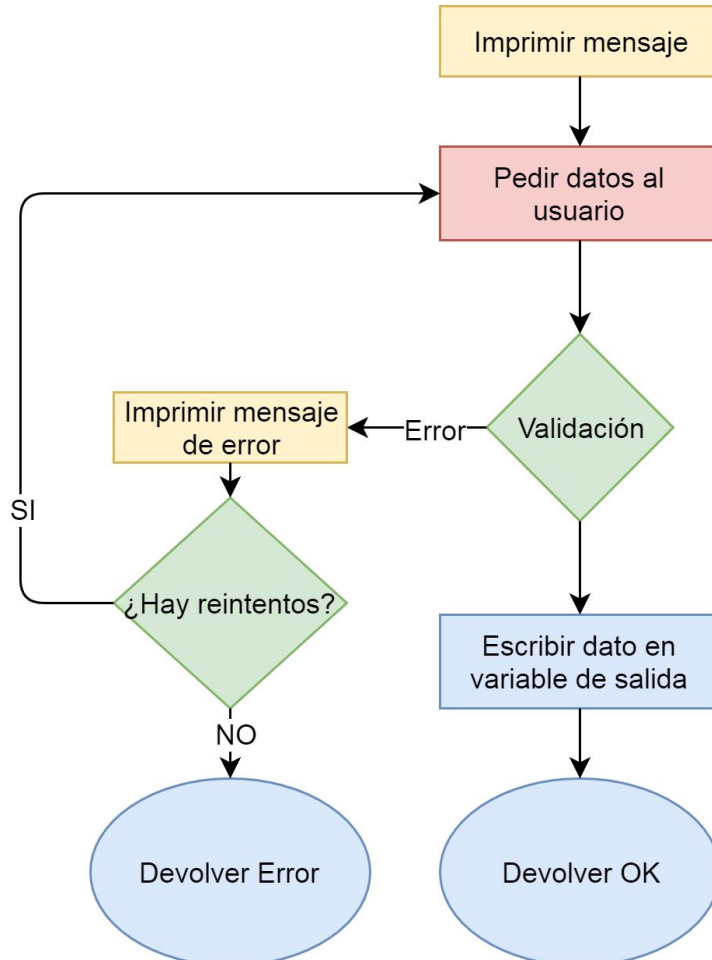 Imprimir mensaje
Pedir datos al
usuario
Validación
Error
Imprimir mensaje
de error
SI
¿Hay reintentos?
NO
Escribir dato en
variable de salida
Devolver Error
Devolver OK